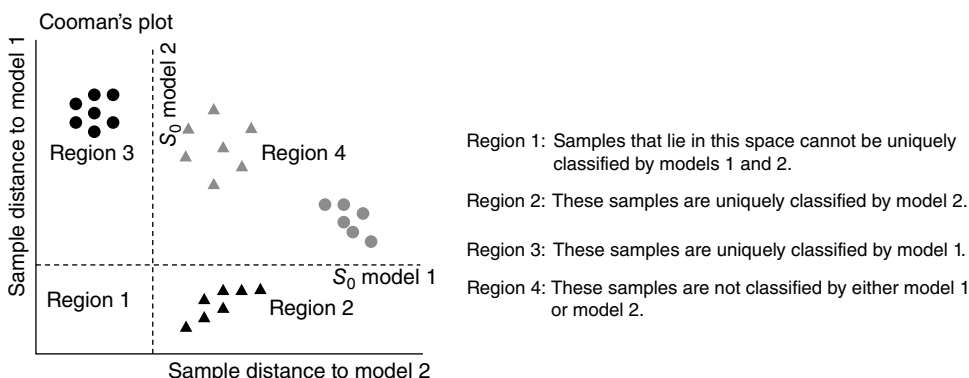 Cooman's plot
Sample distance to model 1
S0 model 2
Region 3
Region 4
S0 model 1
Region 1
Region 2
Sample distance to model 2
Region 1: Samples that lie in this space cannot be uniquely
classified by models 1 and 2.
Region 2: These samples are uniquely classified by model 2.
Region 3: These samples are uniquely classified by model 1.
Region 4: These samples are not classified by either model 1
or model 2.